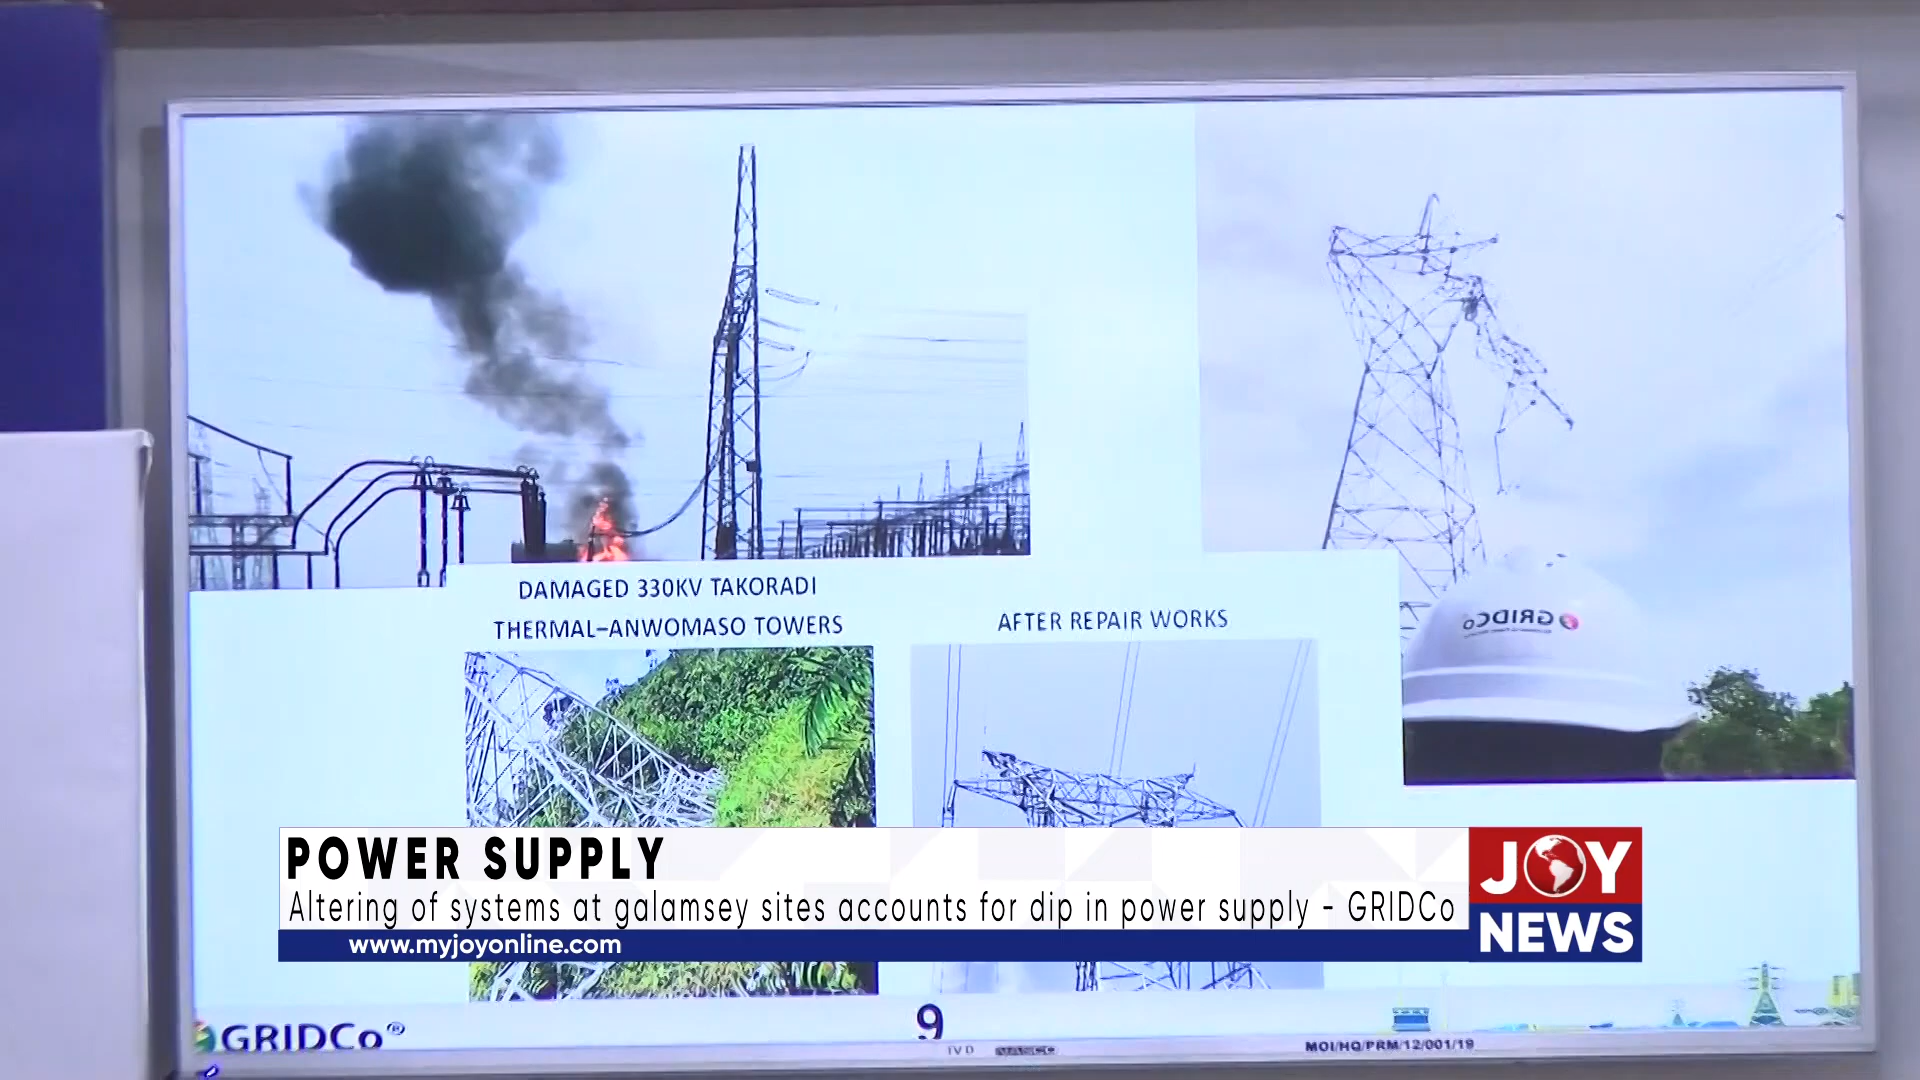 DAMAGED 330KV TAKORADI
THERMAL–ANWOMASO TOWERS
AFTER REPAIR WORKS
GRIDCo
POWER SUPPLY
Altering of systems at galamsey sites accounts for dip in power supply - GRIDCo
www.myjoyonline.com
JOY
NEWS
GRIDCo®
9
MOI/HQ/PRM/12/001/19